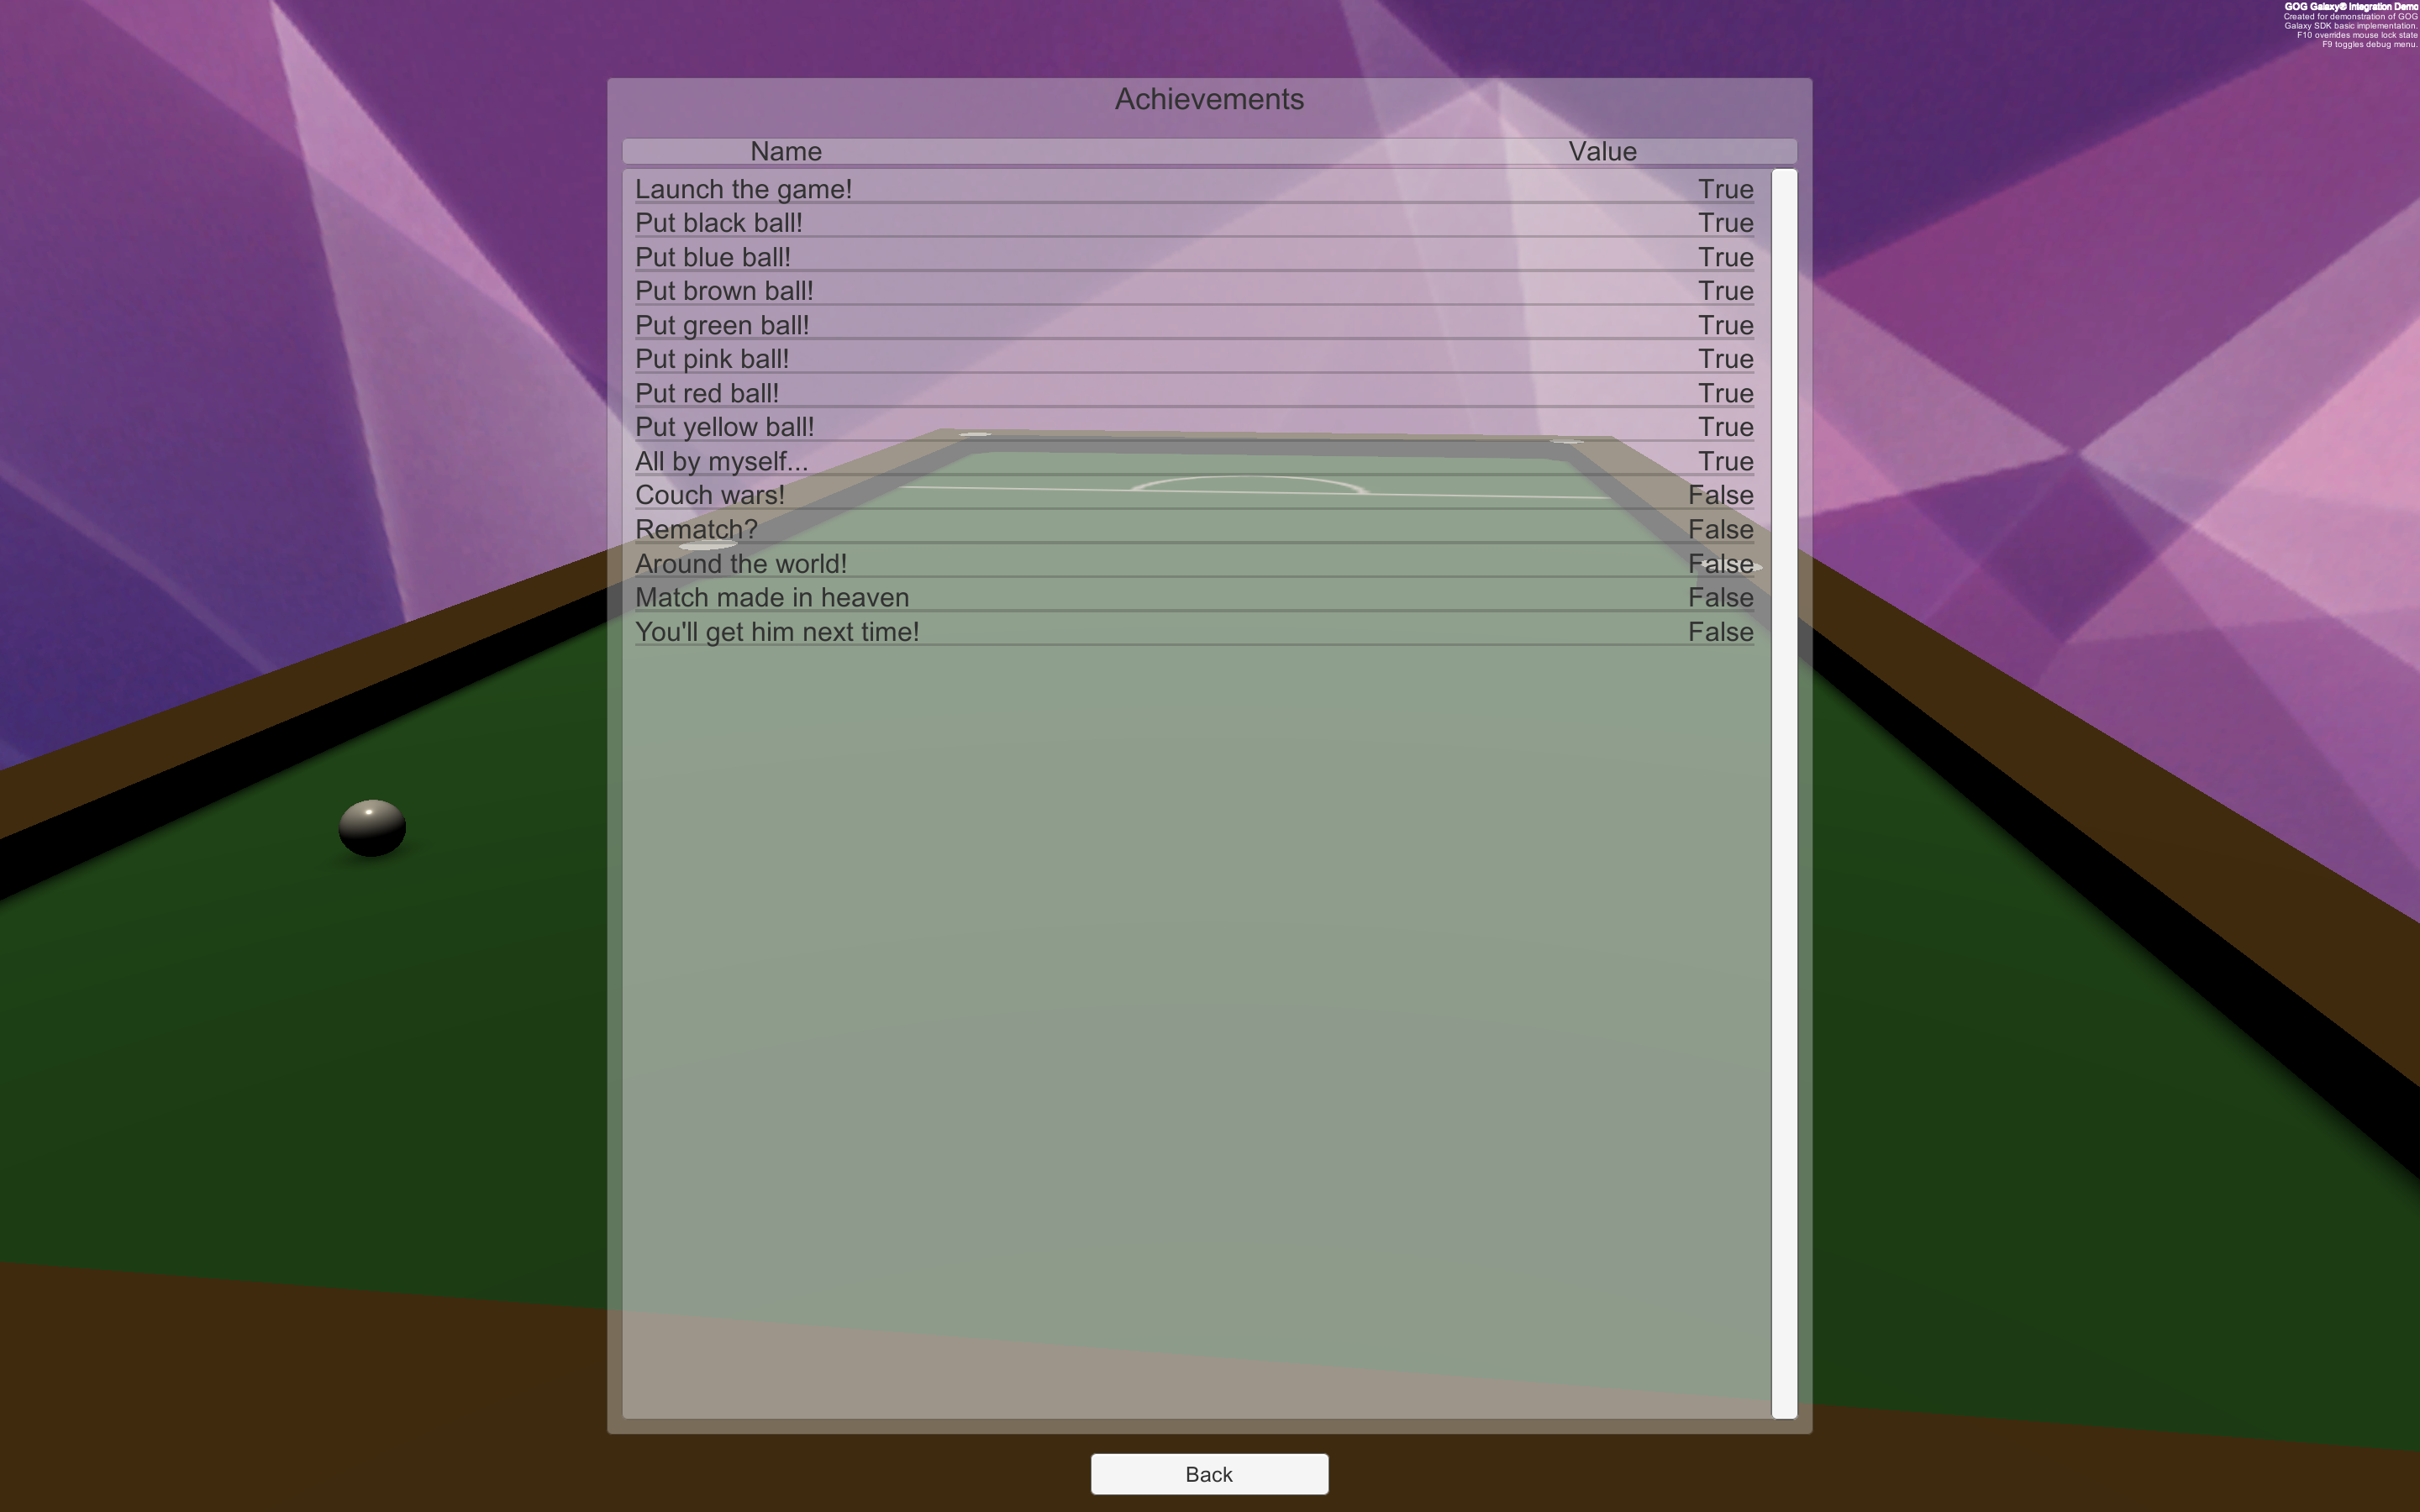 GOG Galaxy® Integration Demo
Created for demonstration of GOG
Galaxy SDK basic implementation.
F10 overrides mouse lock state
F9 toggles debug menu.
Achievements
Name Value
Launch the game! True
Put black ball! True
Put blue ball! True
Put brown ball! True
Put green ball! True
Put pink ball! True
Put red ball! True
Put yellow ball! True
All by myself... True
Couch wars! False
Rematch? False
Around the world! False
Match made in heaven False
You'll get him next time! False
Back